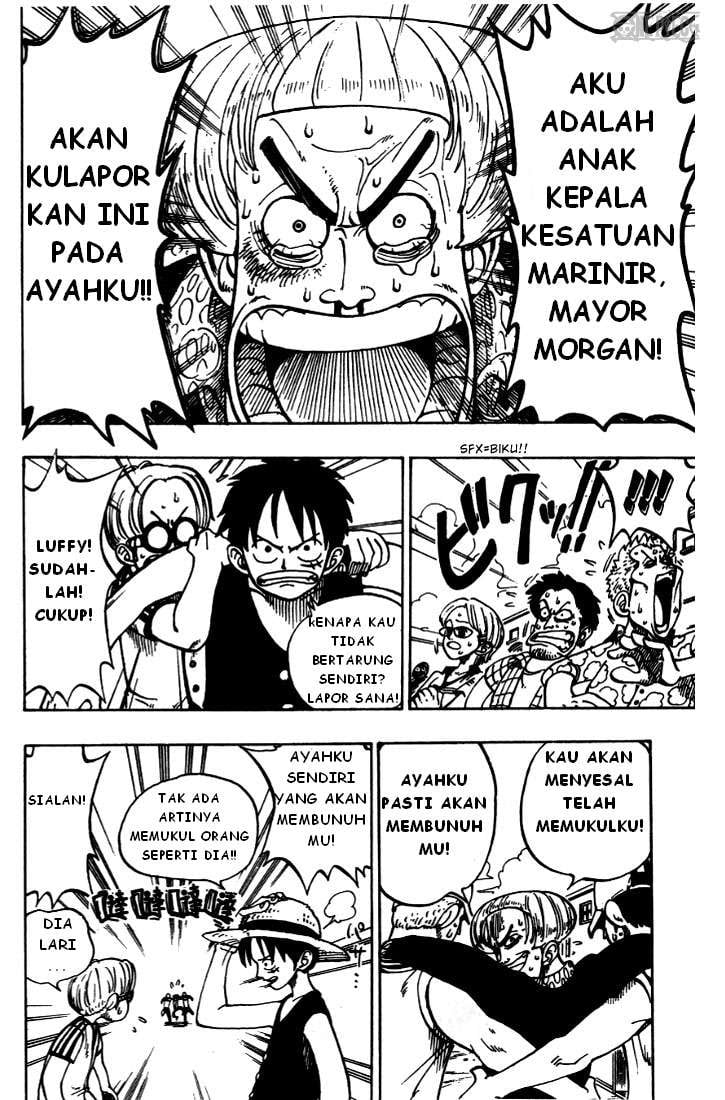 AKU
ADALAH
ANAK
KEPALA
KESATUAN
MARINIR,
MAYOR
MORGAN!
AKAN
KULAPOR
KAN INI
PADA
AYAHKU!!
SFX=BIKU!!
ビクッ!!
!!!
KENAPA KAU
TIDAK
BERTARUNG
SENDIRI?
LAPOR SANA!
LUFFY!
SUDAH-
LAH!
CUKUP!
KAU AKAN
MENYESAL
TELAH
MEMUKULKU!
AYAHKU
PASTI AKAN
MEMBUNUH
MU!
AYAHKU
SENDIRI
YANG AKAN
MEMBUNUH
MU!
TAK ADA
ARTINYA
MEMUKUL ORANG
SEPERTI DIA!!
SIALAN!
DIA
LARI
...